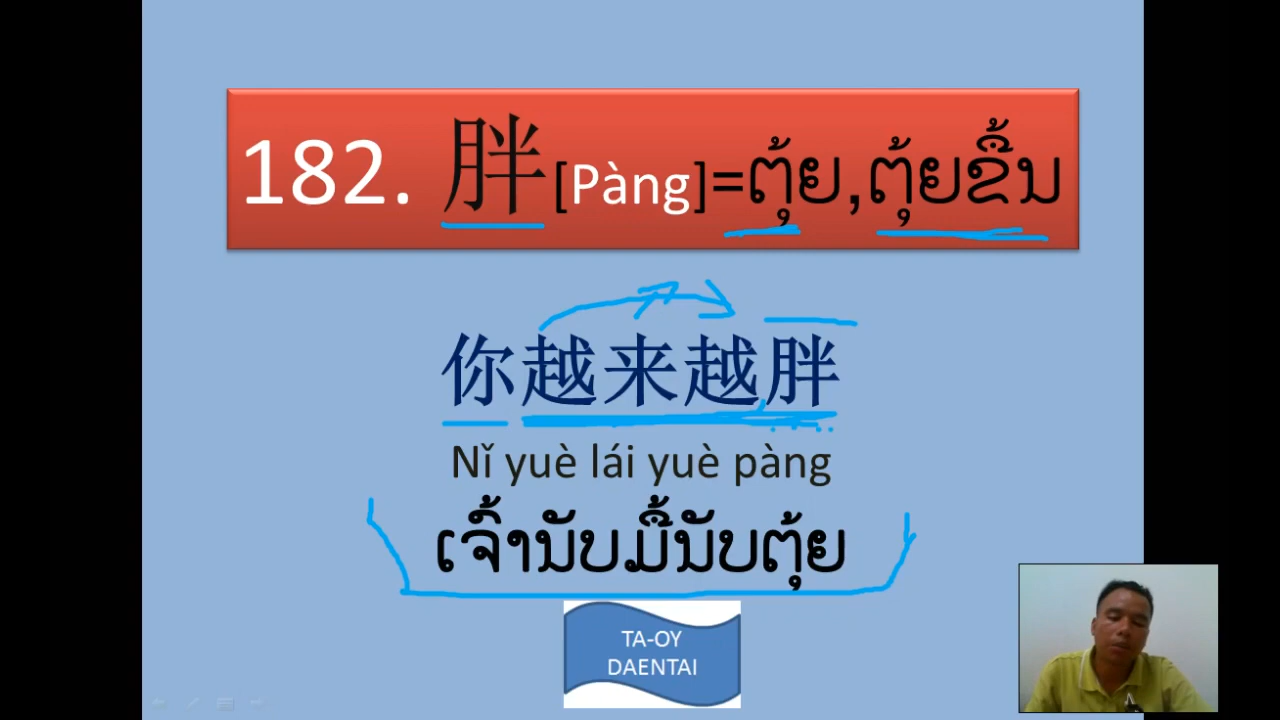 182. 胖[Pàng]=ຕຸ້ຍ,ຕຸ້ຍຂຶ້ນ
你越来越胖
Nǐ yuè lái yuè pàng
ເຈົ້ານັບມື້ນັບຕຸ້ຍ
TA-OY
DAENTAI